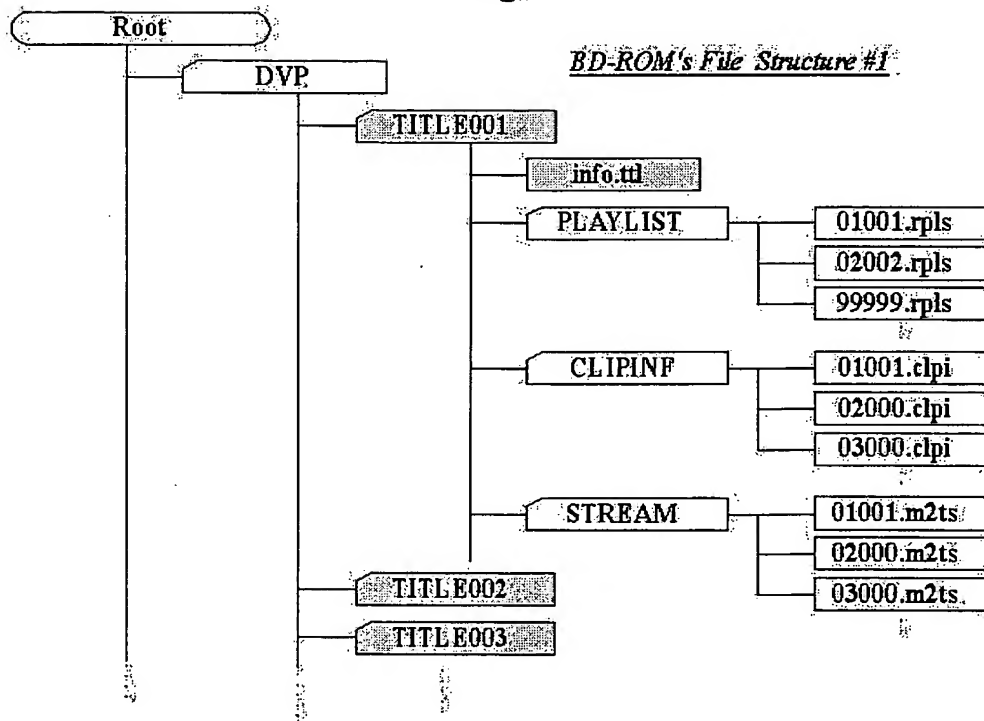 Root
BD-ROM's File Structure #1
DVP
TITLE001
info.ttl
PLAYLIST
01001.rpls
02002.rpls
99999.rpls
CLIPINF
01001.clpi
02000.clpi
03000.clpi
STREAM
01001.m2ts
02000.m2ts
03000.m2ts
TITLE002
TITLE003